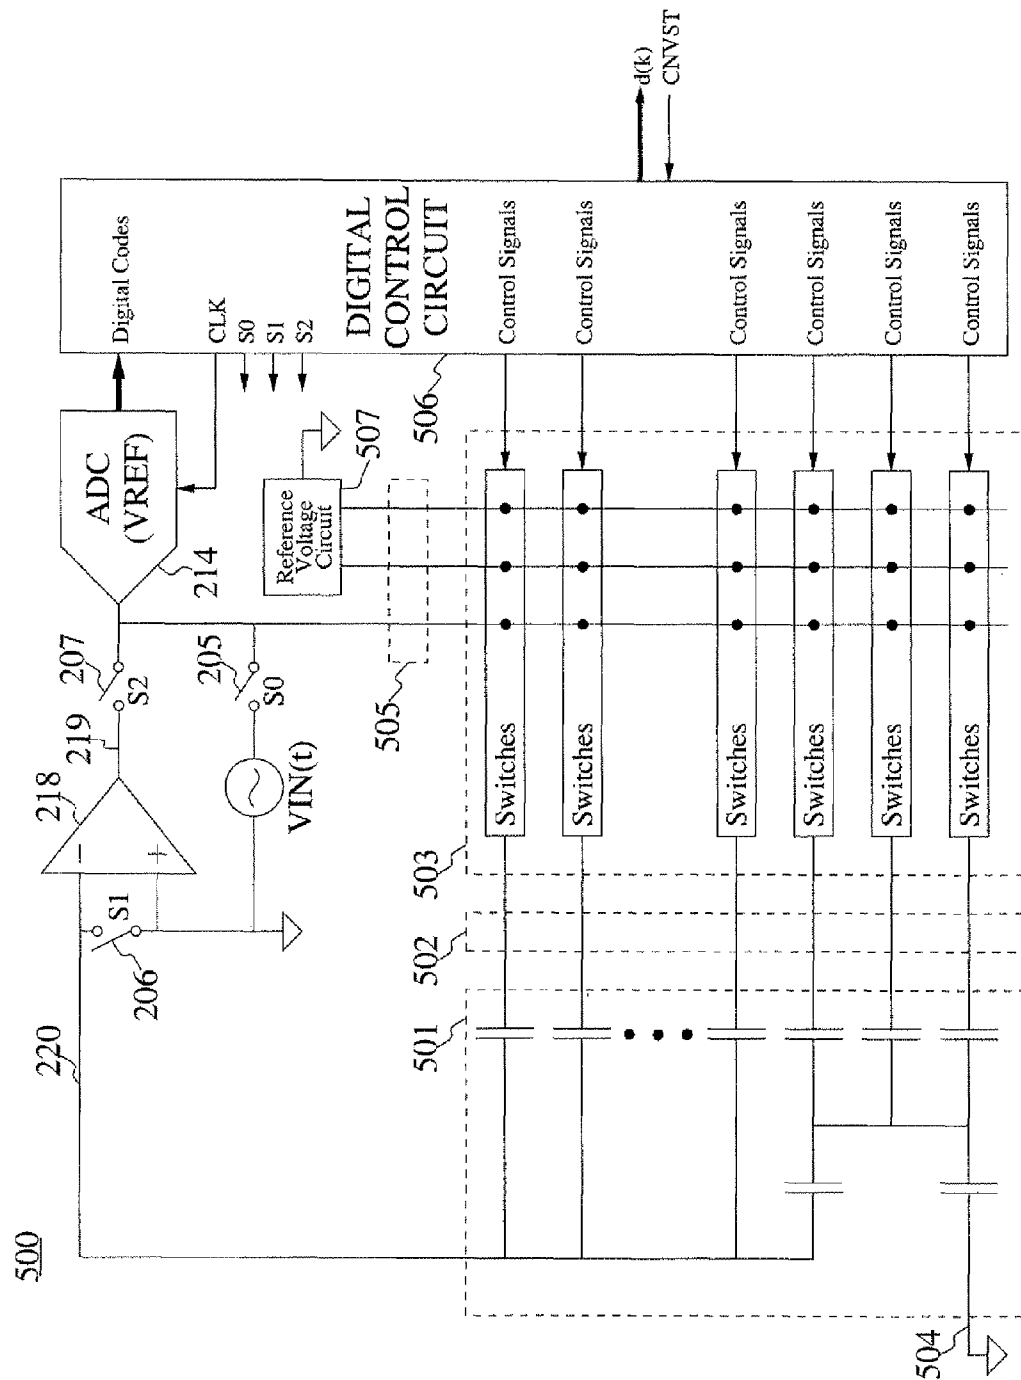 500
220
206
S1
218
−
+
219
207
S2
205
S0
VIN(t)
214
ADC
(VREF)
Digital Codes
CLK
S0
S1
S2
DIGITAL
CONTROL
CIRCUIT
d(k)
CNVST
Reference
Voltage
Circuit
507
506
505
503
502
501
504
Switches
Control Signals
Switches
Control Signals
Switches
Control Signals
Switches
Control Signals
Switches
Control Signals
Switches
Control Signals